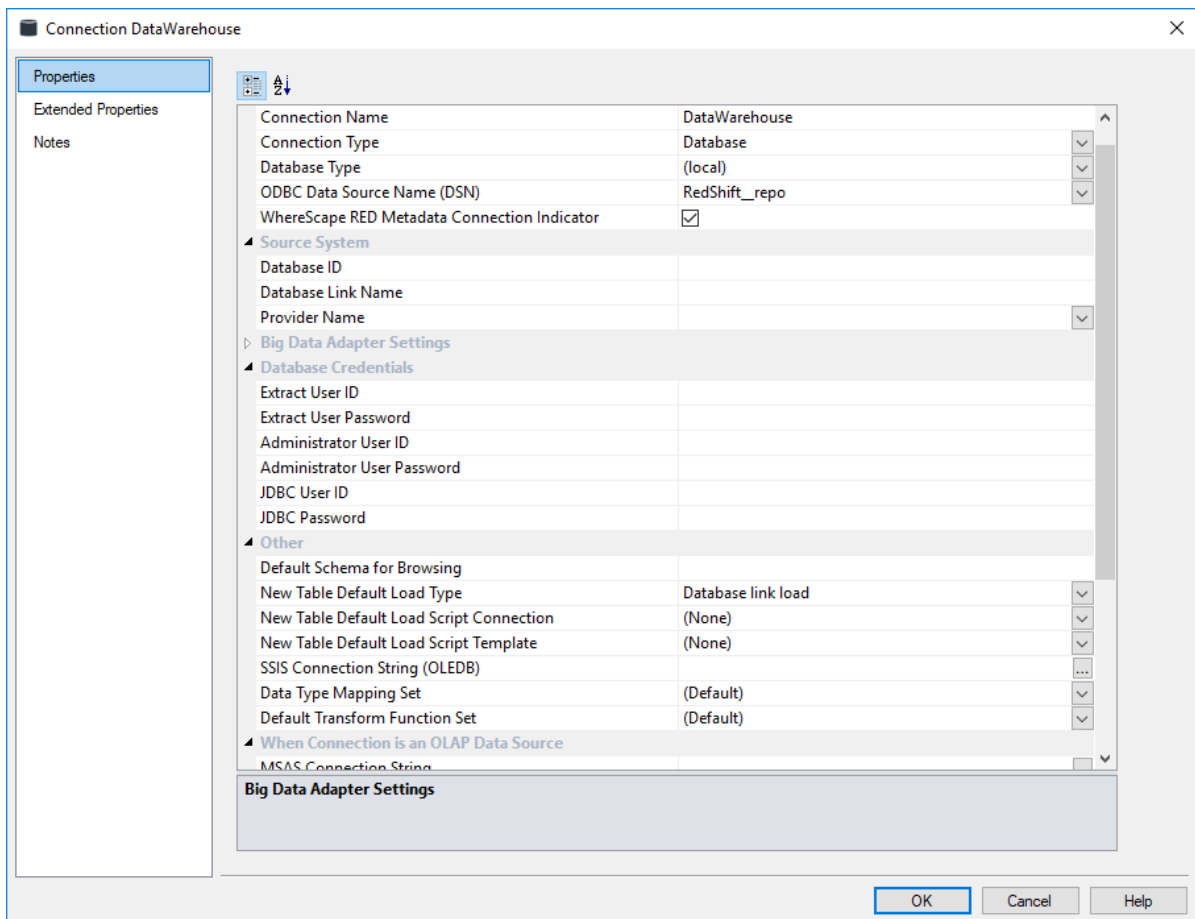 Connection DataWarehouse
Properties
Extended Properties
Notes
Connection Name DataWarehouse
Connection Type Database
Database Type (local)
ODBC Data Source Name (DSN) RedShift__repo
WhereScape RED Metadata Connection Indicator
Source System
Database ID
Database Link Name
Provider Name
Big Data Adapter Settings
Database Credentials
Extract User ID
Extract User Password
Administrator User ID
Administrator User Password
JDBC User ID
JDBC Password
Other
Default Schema for Browsing
New Table Default Load Type Database link load
New Table Default Load Script Connection (None)
New Table Default Load Script Template (None)
SSIS Connection String (OLEDB) ...
Data Type Mapping Set (Default)
Default Transform Function Set (Default)
When Connection is an OLAP Data Source
MSAS Connection String
Big Data Adapter Settings
OK Cancel Help